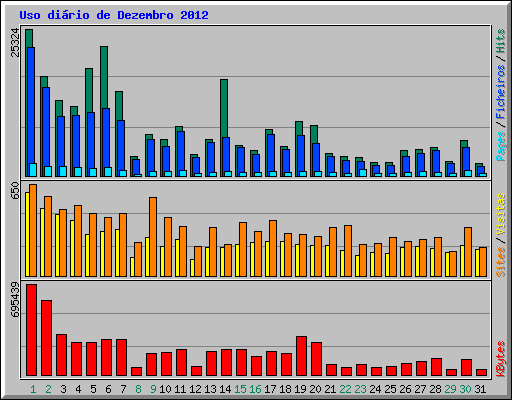 Uso diário de Dezembro 2012
25324
650
695439
Pages / Ficheiros / Hits
Sites / Visitas
KBytes
1 2 3 4 5 6 7 8 9 10 11 12 13 14 15 16 17 18 19 20 21 22 23 24 25 26 27 28 29 30 31